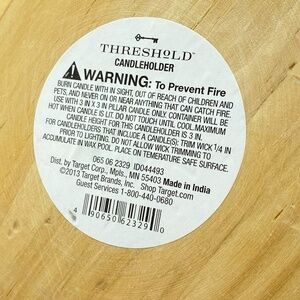 THRESHOLD
CANDLEHOLDER
WARNING: To Prevent Fire
BURN CANDLE WITH IN SIGHT, OUT OF REACH OF CHILDREN AND
PETS, AND NEVER ON OR NEAR ANYTHING THAT CAN CATCH FIRE
USE WITH 3 IN X 3 IN PILLAR CANDLE ONLY. CONTAINER WILL BE
HOT WHEN CANDLE IS LIT. DO NOT TOUCH UNTIL COOL.MAXIMUM
CANDLE HEIGHT FOR THIS CANDLEHOLDER IS 3 IN.
FOR CANDLEHOLDERS THAT INCLUDE A CANDLE(S): TRIM WICK 1/4 IN
PRIOR TO LIGHTING. DO NOT ALLOW WICK TRIMMING TO
ACCUMULATE IN WAX POOL. PLACE ON TEMPERATURE SAFE SURFACE.
065 06 2329 ID044493
Dist. by Target Corp., Mpls., MN 55403 Made in India
©2013 Target Brands, Inc. Shop Target.com
Guest Services 1-800-440-0680
4 90650 62329 0